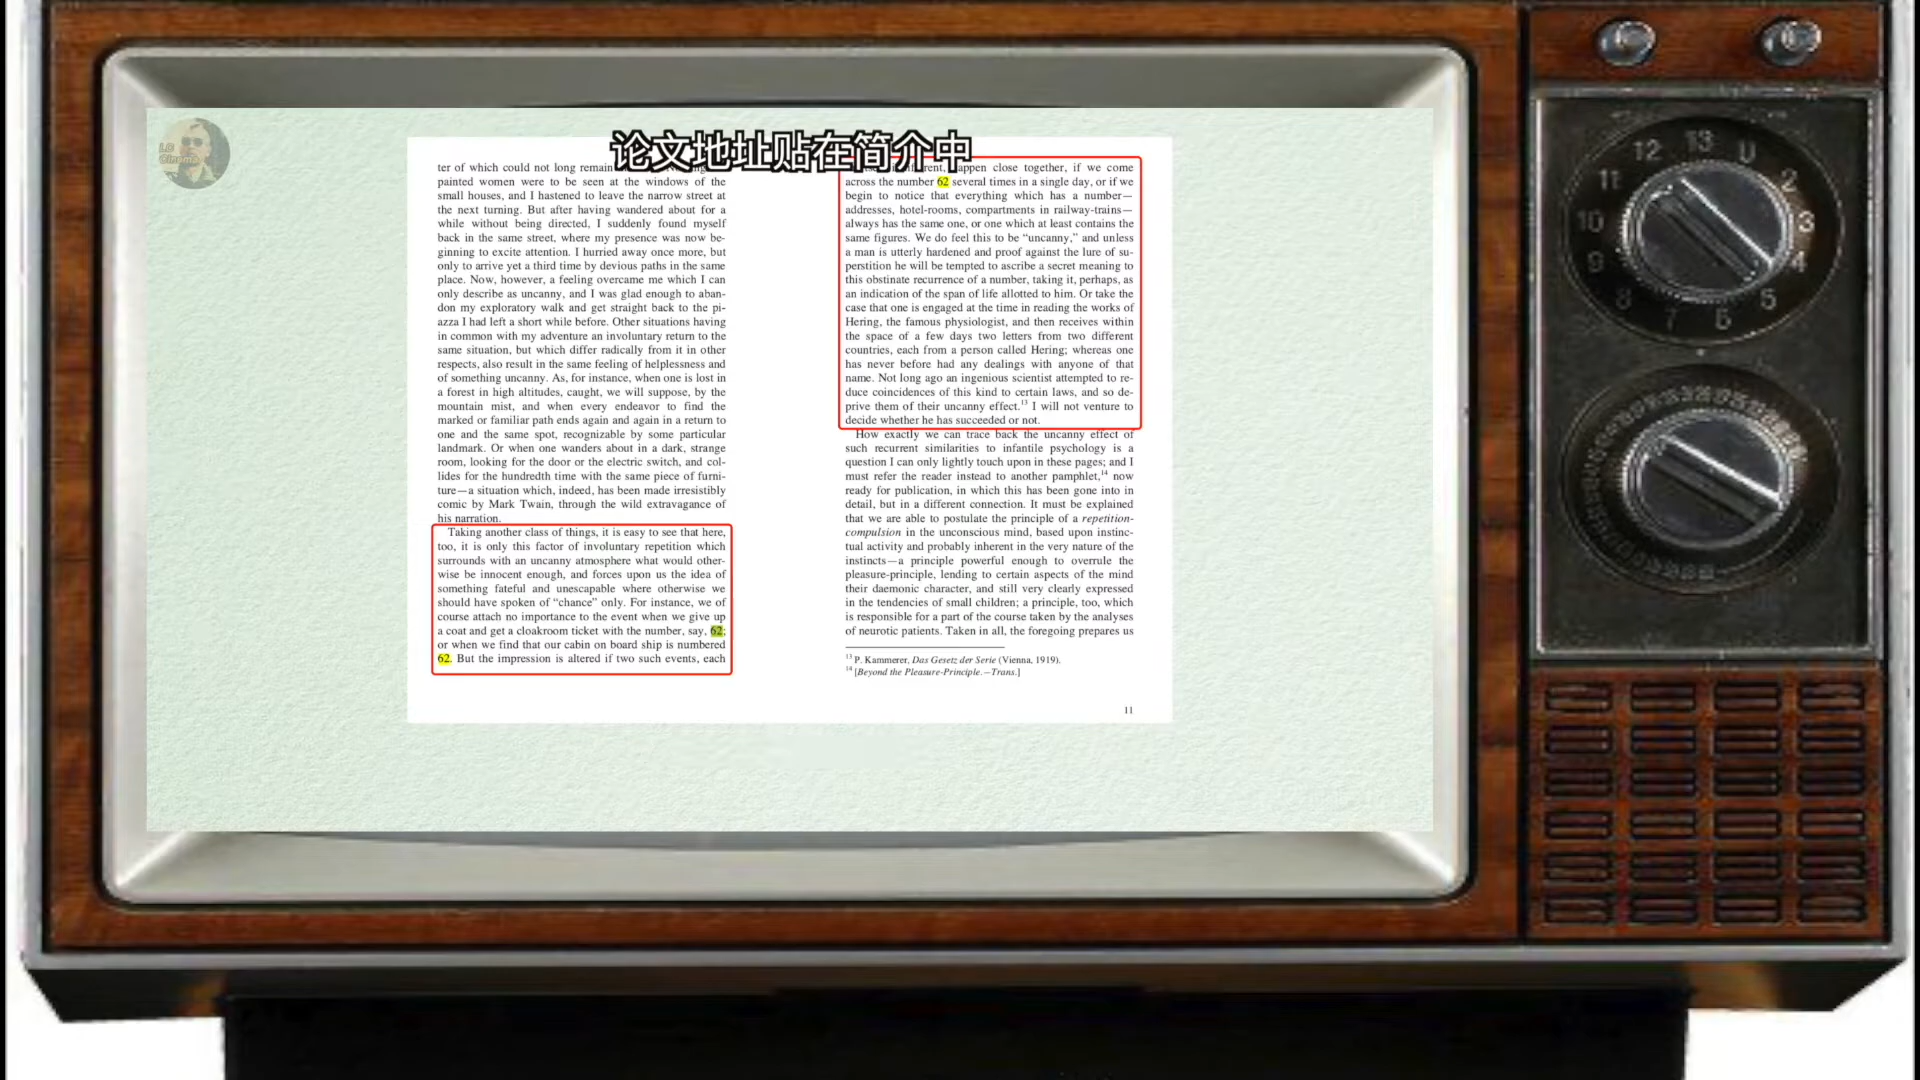 论文地址贴在简介中
LC
Cinema
ter of which could not long remain
painted women were to be seen at the windows of the
small houses, and I hastened to leave the narrow street at
the next turning. But after having wandered about for a
while without being directed, I suddenly found myself
back in the same street, where my presence was now be-
ginning to excite attention. I hurried away once more, but
only to arrive yet a third time by devious paths in the same
place. Now, however, a feeling overcame me which I can
only describe as uncanny, and I was glad enough to aban-
don my exploratory walk and get straight back to the pi-
azza I had left a short while before. Other situations having
in common with my adventure an involuntary return to the
same situation, but which differ radically from it in other
respects, also result in the same feeling of helplessness and
of something uncanny. As, for instance, when one is lost in
a forest in high altitudes, caught, we will suppose, by the
mountain mist, and when every endeavor to find the
marked or familiar path ends again and again in a return to
one and the same spot, recognizable by some particular
landmark. Or when one wanders about in a dark, strange
room, looking for the door or the electric switch, and col-
lides for the hundredth time with the same piece of furni-
ture—a situation which, indeed, has been made irresistibly
comic by Mark Twain, through the wild extravagance of
his narration.
Taking another class of things, it is easy to see that here,
too, it is only this factor of involuntary repetition which
surrounds with an uncanny atmosphere what would other-
wise be innocent enough, and forces upon us the idea of
something fateful and unescapable where otherwise we
should have spoken of “chance” only. For instance, we of
course attach no importance to the event when we give up
a coat and get a cloakroom ticket with the number, say, 62;
or when we find that our cabin on board ship is numbered
62. But the impression is altered if two such events, each
happen close together, if we come
across the number 62 several times in a single day, or if we
begin to notice that everything which has a number—
addresses, hotel-rooms, compartments in railway-trains—
always has the same one, or one which at least contains the
same figures. We do feel this to be “uncanny,” and unless
a man is utterly hardened and proof against the lure of su-
perstition he will be tempted to ascribe a secret meaning to
this obstinate recurrence of a number, taking it, perhaps, as
an indication of the span of life allotted to him. Or take the
case that one is engaged at the time in reading the works of
Hering, the famous physiologist, and then receives within
the space of a few days two letters from two different
countries, each from a person called Hering; whereas one
has never before had any dealings with anyone of that
name. Not long ago an ingenious scientist attempted to re-
duce coincidences of this kind to certain laws, and so de-
prive them of their uncanny effect.13 I will not venture to
decide whether he has succeeded or not.
How exactly we can trace back the uncanny effect of
such recurrent similarities to infantile psychology is a
question I can only lightly touch upon in these pages; and I
must refer the reader instead to another pamphlet,14 now
ready for publication, in which this has been gone into in
detail, but in a different connection. It must be explained
that we are able to postulate the principle of a repetition-
compulsion in the unconscious mind, based upon instinc-
tual activity and probably inherent in the very nature of the
instincts—a principle powerful enough to overrule the
pleasure-principle, lending to certain aspects of the mind
their daemonic character, and still very clearly expressed
in the tendencies of small children; a principle, too, which
is responsible for a part of the course taken by the analyses
of neurotic patients. Taken in all, the foregoing prepares us
13 P. Kammerer, Das Gesetz der Serie (Vienna, 1919).
14 [Beyond the Pleasure-Principle.—Trans.]
11
12 13 U 2 3 4 5 6 7 8 9 10 11